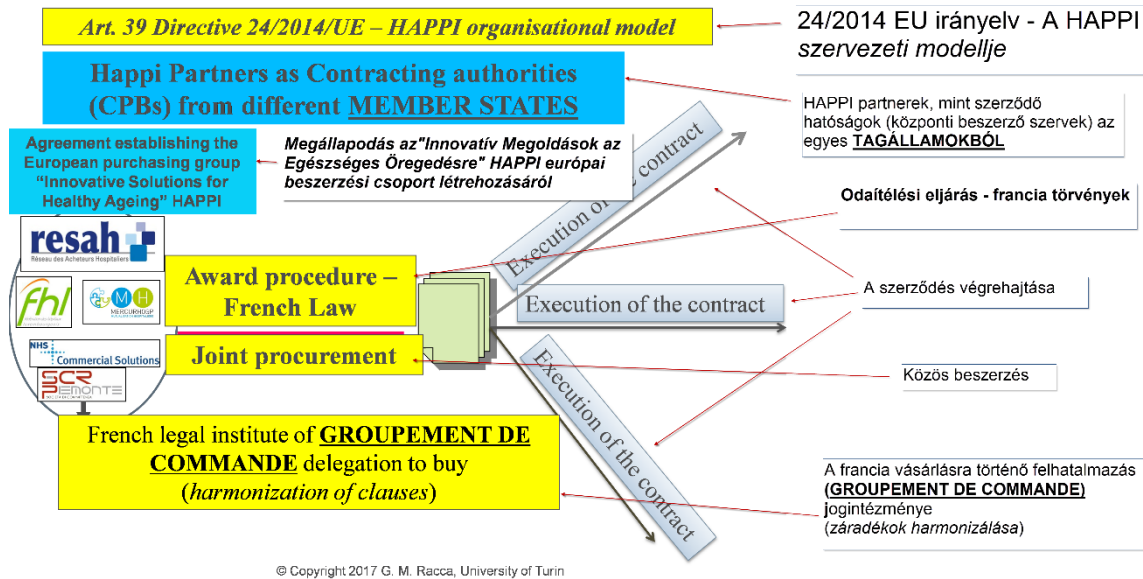 Art. 39 Directive 24/2014/UE – HAPPI organisational model
24/2014 EU irányelv - A HAPPI
szervezeti modellje
Happi Partners as Contracting authorities
(CPBs) from different MEMBER STATES
HAPPI partnerek, mint szerződő
hatóságok (központi beszerző szervek) az
egyes TAGÁLLAMOKBÓL
Agreement establishing the
European purchasing group
“Innovative Solutions for
Healthy Ageing” HAPPI
Megállapodás az"Innovatív Megoldások az
Egészséges Öregedésre" HAPPI európai
beszerzési csoport létrehozásáról
Execution of the contract
Odaítélési eljárás - francia törvények
resah
Réseau des Acheteurs Hospitaliers
fhl
MH
MERCURHOSP
NHS
Commercial Solutions
SCR
PIEMONTE
Award procedure –
French Law
Execution of the contract
A szerződés végrehajtása
Joint procurement
Execution of the contract
Közös beszerzés
French legal institute of GROUPEMENT DE
COMMANDE delegation to buy
(harmonization of clauses)
A francia vásárlásra történő felhatalmazás
(GROUPEMENT DE COMMANDE)
jogintézménye
(záradékok harmonizálása)
© Copyright 2017 G. M. Racca, University of Turin